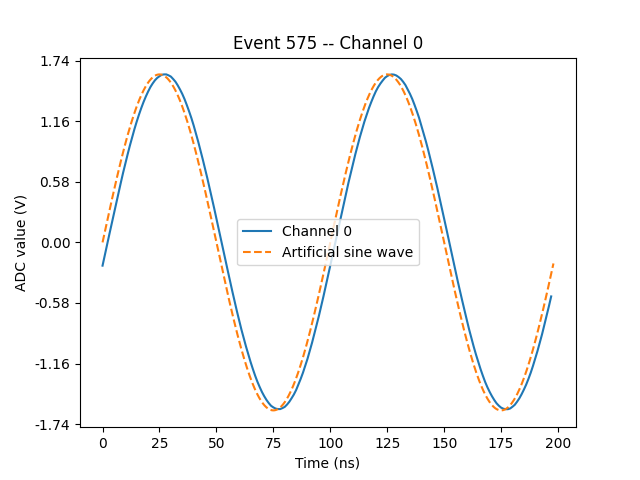 Event 575 -- Channel 0
1.74
1.16
0.58
0.00
-0.58
-1.16
-1.74
ADC value (V)
Channel 0
Artificial sine wave
0 25 50 75 100 125 150 175 200
Time (ns)